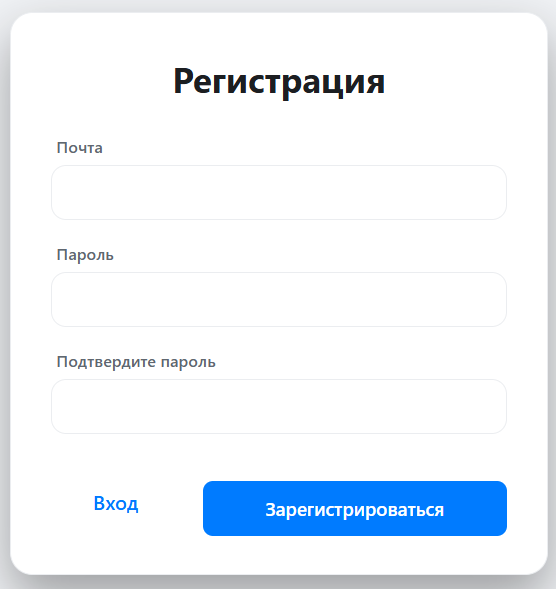 Регистрация
Почта
Пароль
Подтвердите пароль
Вход
Зарегистрироваться